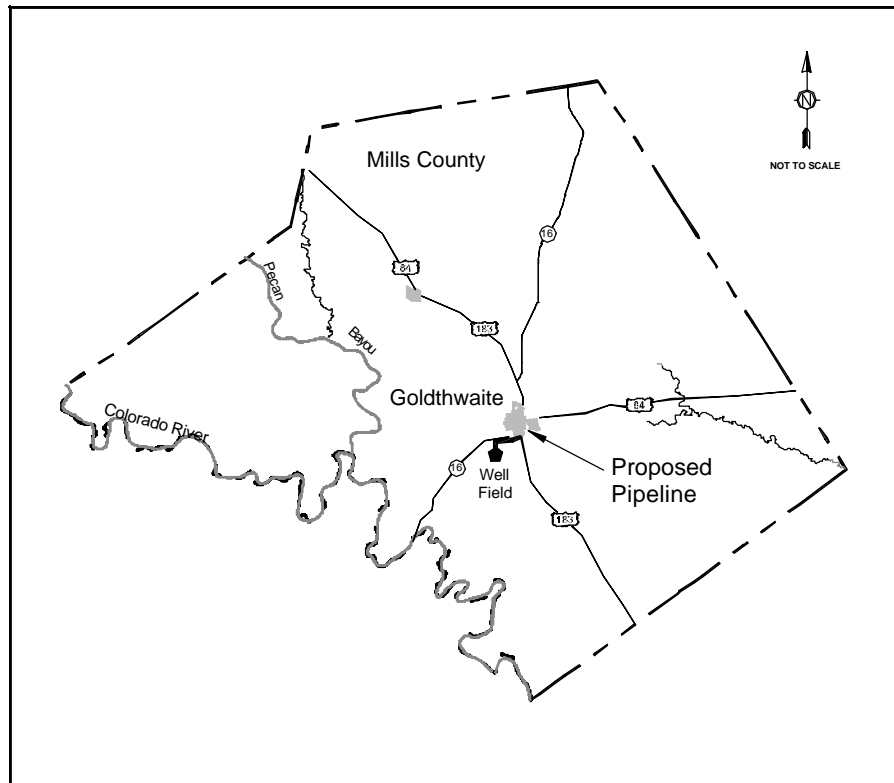 N
NOT TO SCALE
Mills County
16
84
Pecan
183
Bayou
Goldthwaite
84
Colorado River
16
Well
Field
Proposed
Pipeline
183